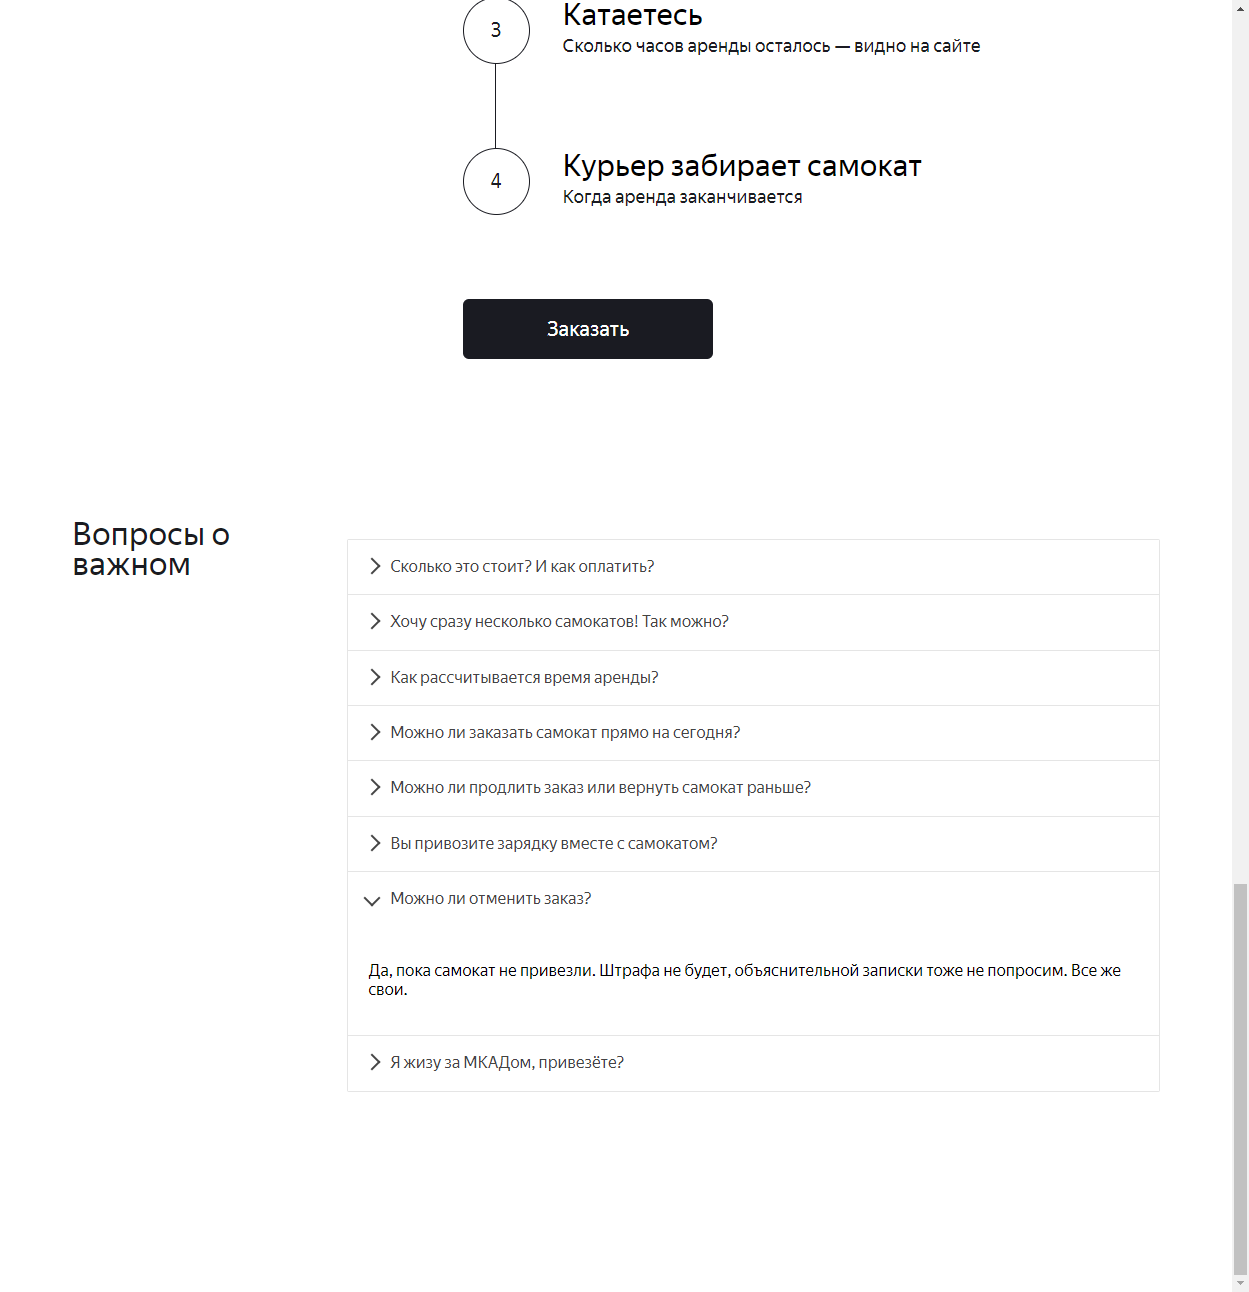 3
Катаетесь
Сколько часов аренды осталось — видно на сайте
4
Курьер забирает самокат
Когда аренда заканчивается
Заказать
Вопросы о
важном
Сколько это стоит? И как оплатить?
Хочу сразу несколько самокатов! Так можно?
Как рассчитывается время аренды?
Можно ли заказать самокат прямо на сегодня?
Можно ли продлить заказ или вернуть самокат раньше?
Вы привозите зарядку вместе с самокатом?
Можно ли отменить заказ?
Да, пока самокат не привезли. Штрафа не будет, объяснительной записки тоже не попросим. Все же
свои.
Я жизу за МКАДом, привезёте?